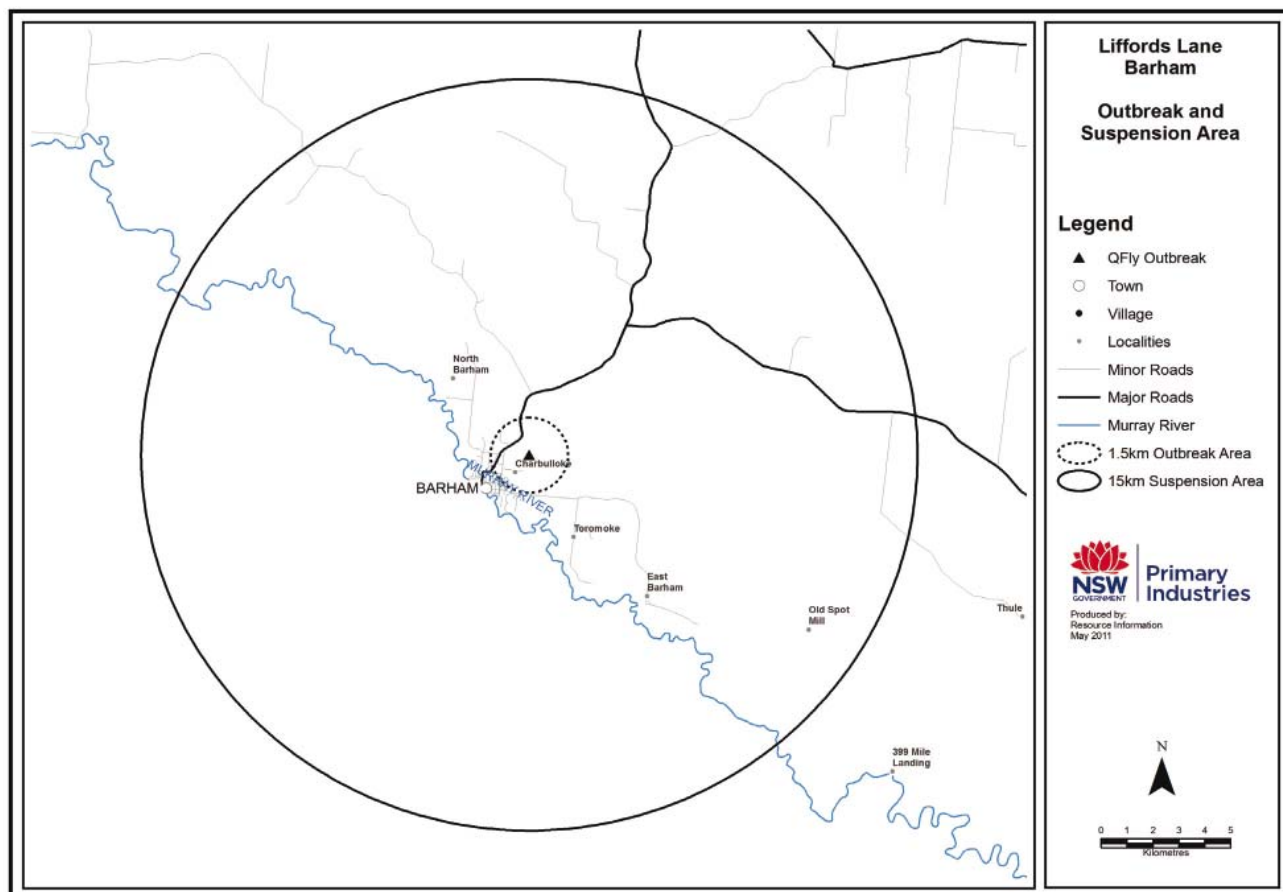 Liffords Lane
Barham
Outbreak and
Suspension Area
Legend
QFly Outbreak
Town
Village
Localities
Minor Roads
Major Roads
Murray River
1.5km Outbreak Area
15km Suspension Area
NSW
GOVERNMENT
Primary
Industries
Produced by:
Resource Information
May 2011
N
0 1 2 3 4 5
Kilometres
North
Barham
Charbulloke
BARHAM
MURRAY RIVER
Toromoke
East
Barham
Old Spot
Mill
Thule
399 Mile
Landing